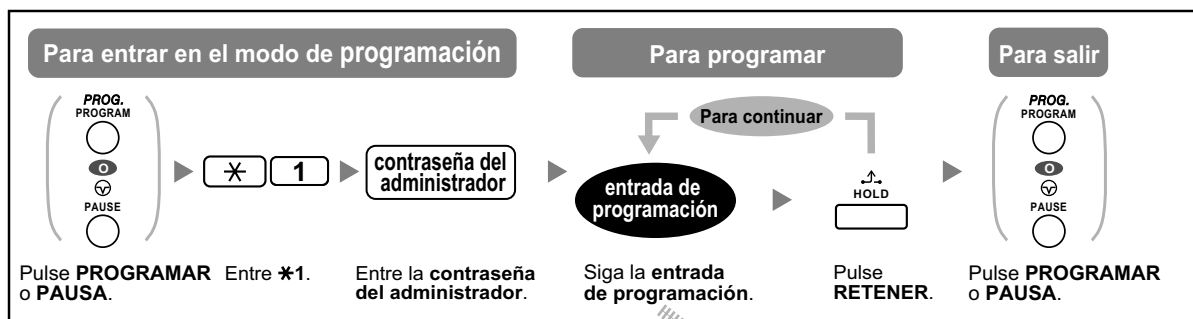 Para entrar en el modo de programación
Para programar
Para salir
PROG.
PROGRAM
O
PAUSE
✱
1
contraseña del
administrador
Para continuar
entrada de
programación
HOLD
PROG.
PROGRAM
O
PAUSE
Pulse PROGRAMAR
o PAUSA.
Entre ✱1.
Entre la contraseña
del administrador.
Siga la entrada
de programación.
Pulse
RETENER.
Pulse PROGRAMAR
o PAUSA.